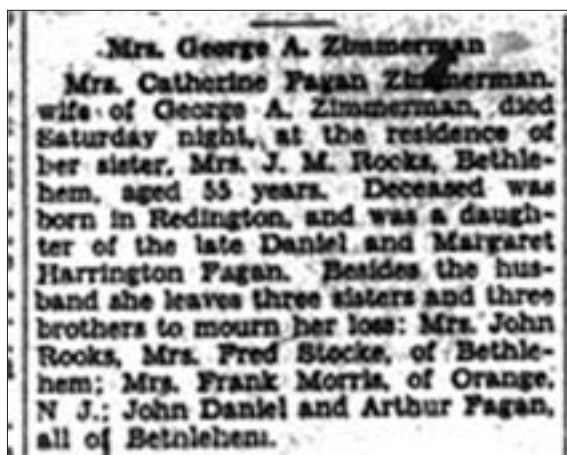 Mrs. George A. Zimmerman
Mrs. Catherine Fagan Zimmerman,
wife of George A. Zimmerman, died
Saturday night, at the residence of
her sister, Mrs. J. M. Rooks, Bethle-
hem, aged 55 years. Deceased was
born in Redington, and was a daugh-
ter of the late Daniel and Margaret
Harrington Fagan. Besides the hus-
band she leaves three sisters and three
brothers to mourn her loss: Mrs. John
Rooks, Mrs. Fred Stocke, of Bethle-
hem; Mrs. Frank Morris, of Orange,
N J.; John Daniel and Arthur Fagan,
all of Bethlehem.